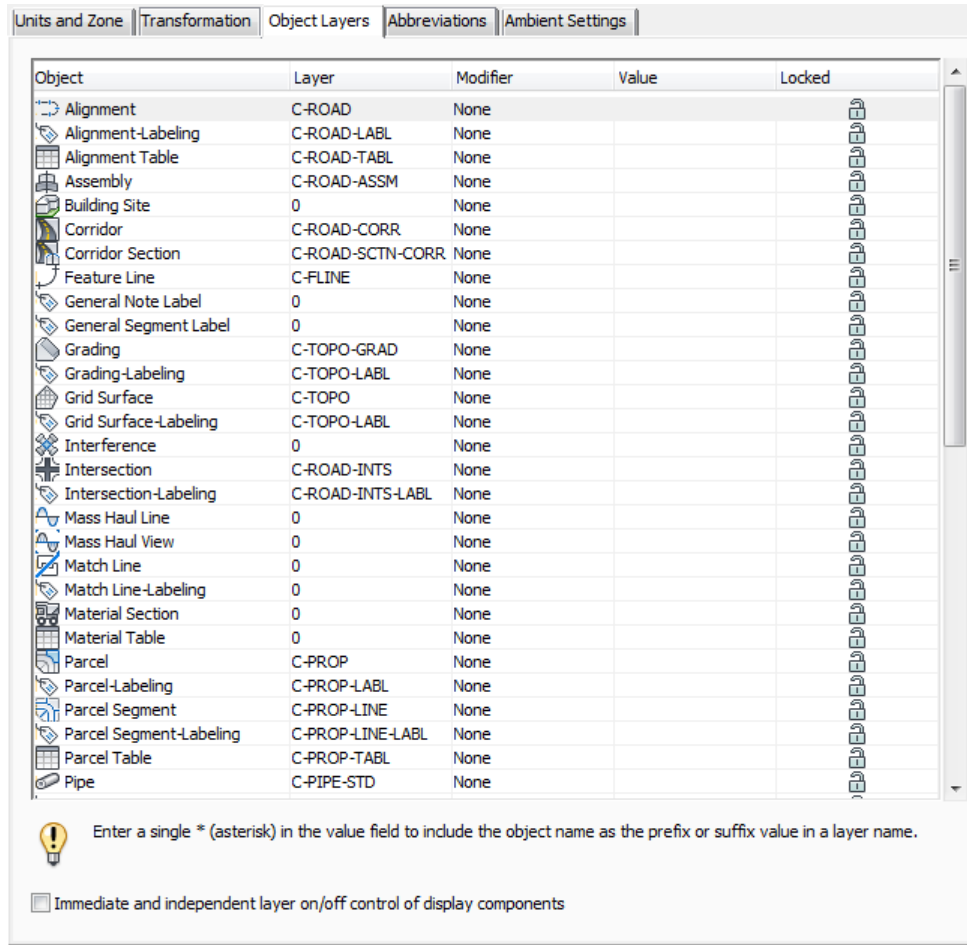 Units and Zone Transformation Object Layers Abbreviations Ambient Settings
Object Layer Modifier Value Locked
Alignment C-ROAD None
Alignment-Labeling C-ROAD-LABL None
Alignment Table C-ROAD-TABL None
Assembly C-ROAD-ASSM None
Building Site 0 None
Corridor C-ROAD-CORR None
Corridor Section C-ROAD-SCTN-CORR None
Feature Line C-FLINE None
General Note Label 0 None
General Segment Label 0 None
Grading C-TOPO-GRAD None
Grading-Labeling C-TOPO-LABL None
Grid Surface C-TOPO None
Grid Surface-Labeling C-TOPO-LABL None
Interference 0 None
Intersection C-ROAD-INTS None
Intersection-Labeling C-ROAD-INTS-LABL None
Mass Haul Line 0 None
Mass Haul View 0 None
Match Line 0 None
Match Line-Labeling 0 None
Material Section 0 None
Material Table 0 None
Parcel C-PROP None
Parcel-Labeling C-PROP-LABL None
Parcel Segment C-PROP-LINE None
Parcel Segment-Labeling C-PROP-LINE-LABL None
Parcel Table C-PROP-TABL None
Pipe C-PIPE-STD None
Enter a single * (asterisk) in the value field to include the object name as the prefix or suffix value in a layer name.
Immediate and independent layer on/off control of display components